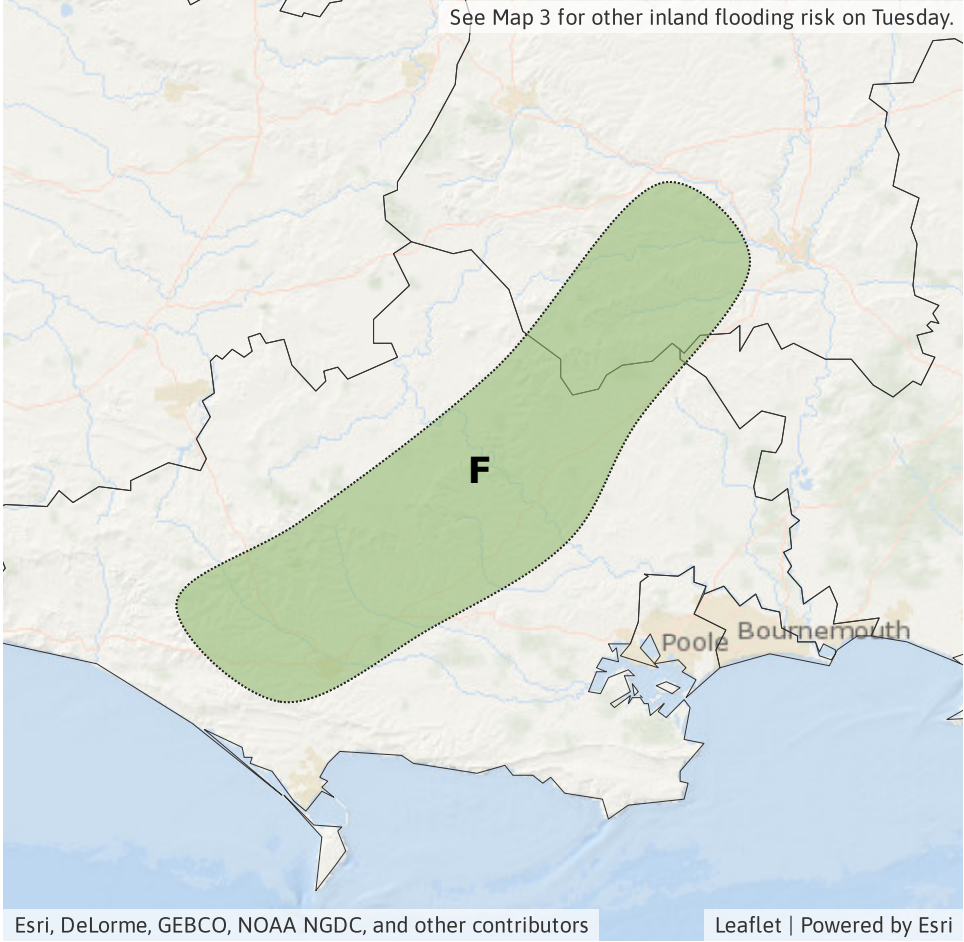 See Map 3 for other inland flooding risk on Tuesday.
F
Poole
Bournemouth
Esri, DeLorme, GEBCO, NOAA NGDC, and other contributors
Leaflet | Powered by Esri